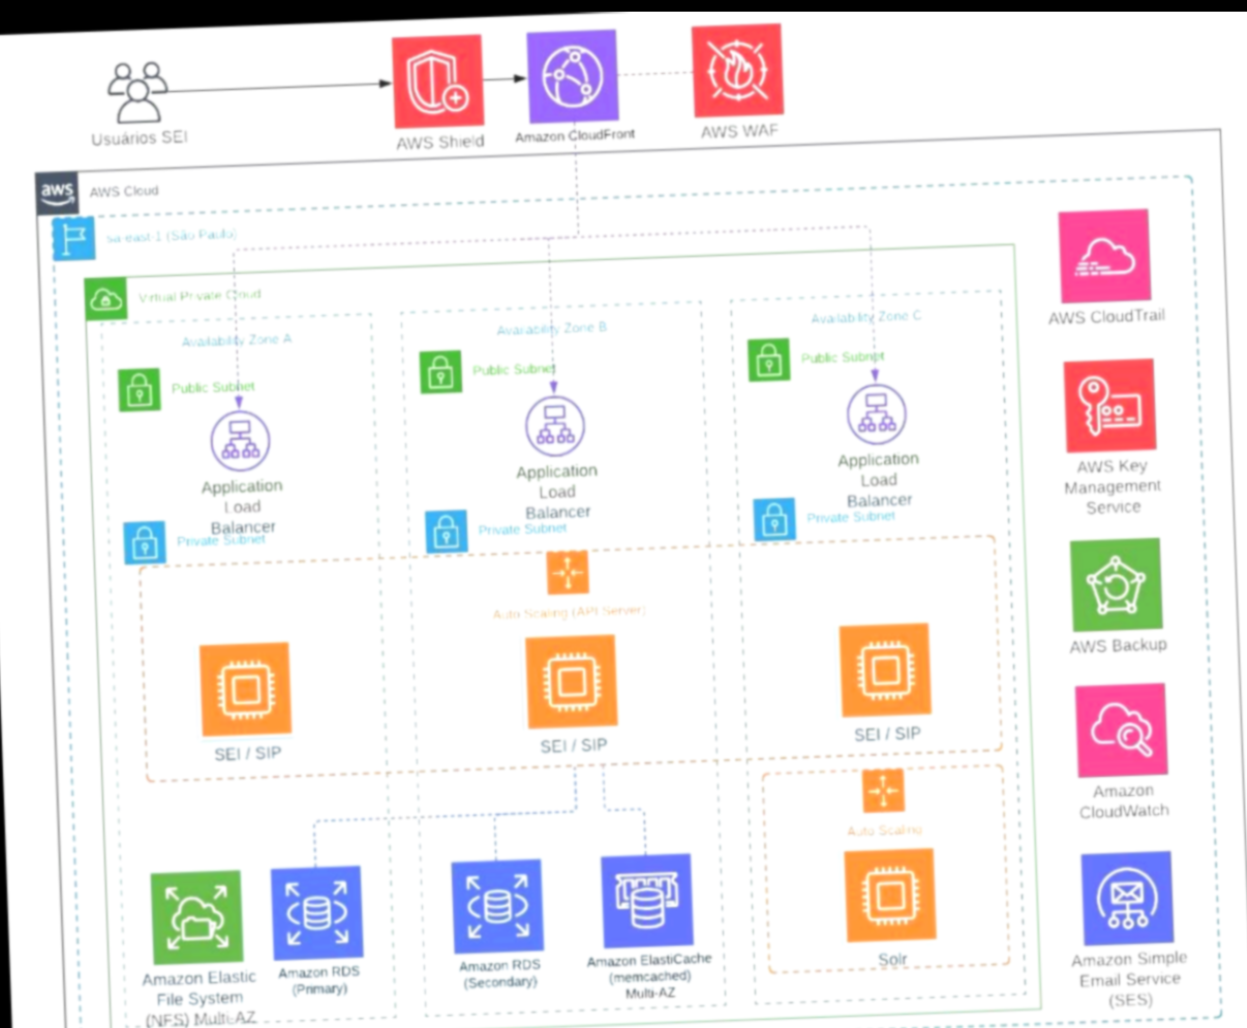 Usuários SEI
AWS Shield
Amazon CloudFront
AWS WAF
aws
AWS Cloud
sa-east-1 (São Paulo)
Virtual Private Cloud
Availability Zone A
Availability Zone B
Availability Zone C
Public Subnet
Public Subnet
Public Subnet
Application
Load
Balancer
Application
Load
Balancer
Application
Load
Balancer
Private Subnet
Private Subnet
Private Subnet
Auto Scaling (API Server)
SEI / SIP
SEI / SIP
SEI / SIP
Auto Scaling
Solr
Amazon Elastic
File System
(NFS) Multi-AZ
Amazon RDS
(Primary)
Amazon RDS
(Secondary)
Amazon ElastiCache
(memcached)
Multi-AZ
AWS CloudTrail
AWS Key
Management
Service
AWS Backup
Amazon
CloudWatch
Amazon Simple
Email Service
(SES)